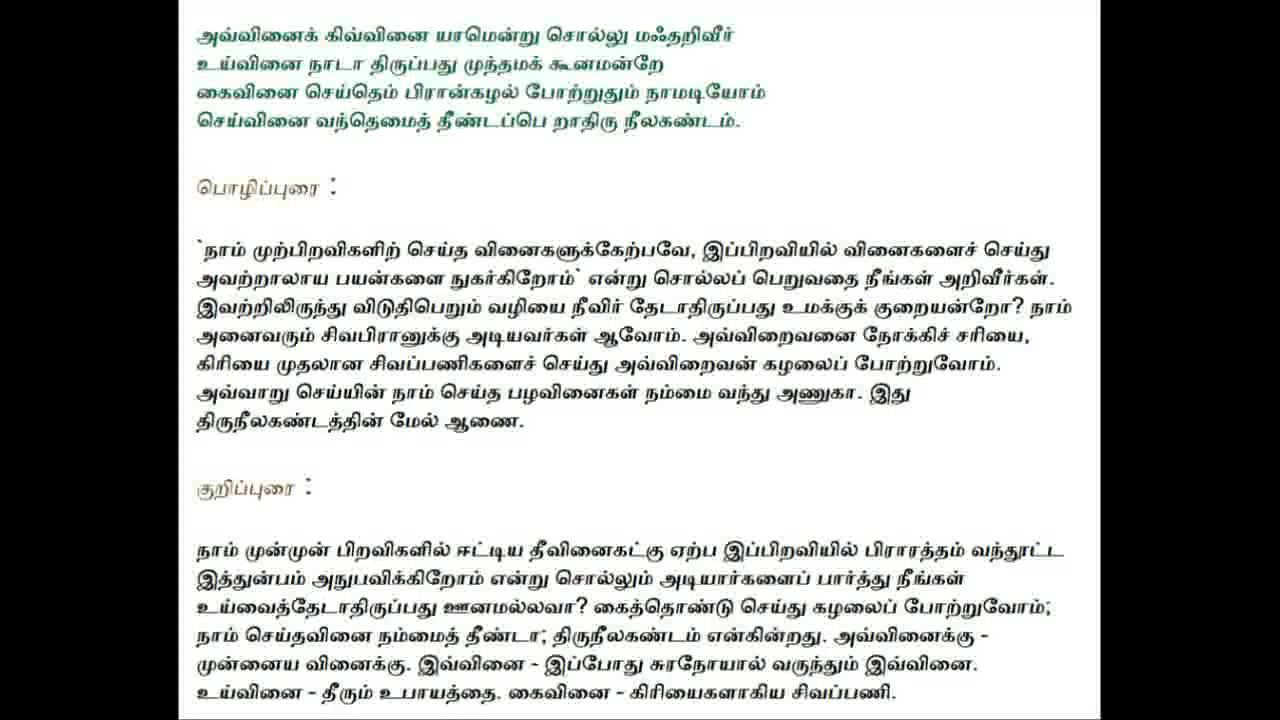 அவ்வினைக் கிவ்வினை யாமென்று சொல்லு மஃதறிவீர்
உய்வினை நாடா திருப்பது முந்தமக் கூனமன்றே
கைவினை செய்தெம் பிரான்கழல் போற்றுதும் நாமடியோம்
செய்வினை வந்தெமைத் தீண்டப்பெ றாதிரு நீலகண்டம்.
பொழிப்புரை :
`நாம் முற்பிறவிகளிற் செய்த வினைகளுக்கேற்பவே, இப்பிறவியில் வினைகளைச் செய்து
அவற்றாலாய பயன்களை நுகர்கிறோம்` என்று சொல்லப் பெறுவதை நீங்கள் அறிவீர்கள்.
இவற்றிலிருந்து விடுதிபெறும் வழியை நீவிர் தேடாதிருப்பது உமக்குக் குறையன்றோ? நாம்
அனைவரும் சிவபிரானுக்கு அடியவர்கள் ஆவோம். அவ்விறைவனை நோக்கிச் சரியை,
கிரியை முதலான சிவப்பணிகளைச் செய்து அவ்விறைவன் கழலைப் போற்றுவோம்.
அவ்வாறு செய்யின் நாம் செய்த பழவினைகள் நம்மை வந்து அணுகா. இது
திருநீலகண்டத்தின் மேல் ஆணை.
குறிப்புரை :
நாம் முன்முன் பிறவிகளில் ஈட்டிய தீவினைகட்கு ஏற்ப இப்பிறவியில் பிராரத்தம் வந்தூட்ட
இத்துன்பம் அநுபவிக்கிறோம் என்று சொல்லும் அடியார்களைப் பார்த்து நீங்கள்
உய்வைத்தேடாதிருப்பது ஊனமல்லவா? கைத்தொண்டு செய்து கழலைப் போற்றுவோம்;
நாம் செய்தவினை நம்மைத் தீண்டா; திருநீலகண்டம் என்கின்றது. அவ்வினைக்கு -
முன்னைய வினைக்கு. இவ்வினை - இப்போது சுரநோயால் வருந்தும் இவ்வினை.
உய்வினை - தீரும் உபாயத்தை. கைவினை - கிரியைகளாகிய சிவப்பணி.